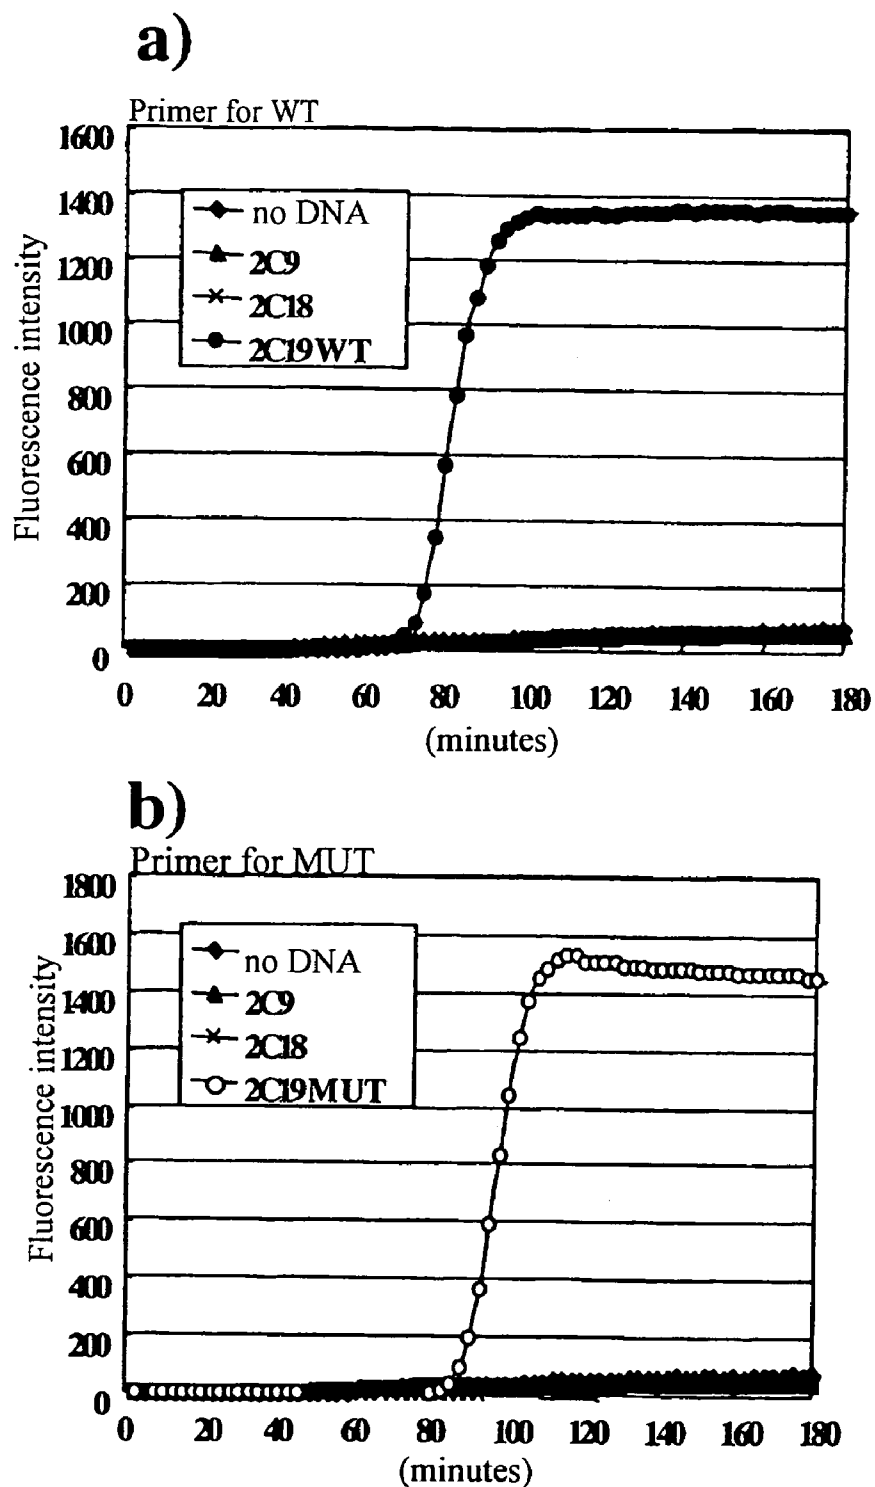 a)
Primer for WT
1600
1400
1200
1000
800
600
400
200
0
Fluorescence intensity
no DNA
2C9
2C18
2C19WT
0 20 40 60 80 100 120 140 160 180
(minutes)
b)
Primer for MUT
1800
1600
1400
1200
1000
800
600
400
200
0
Fluorescence intensity
no DNA
2C9
2C18
2C19MUT
0 20 40 60 80 100 120 140 160 180
(minutes)